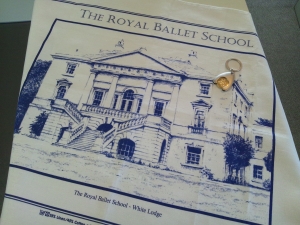 THE ROYAL BALLET SCHOOL
The Royal Ballet School - White Lodge